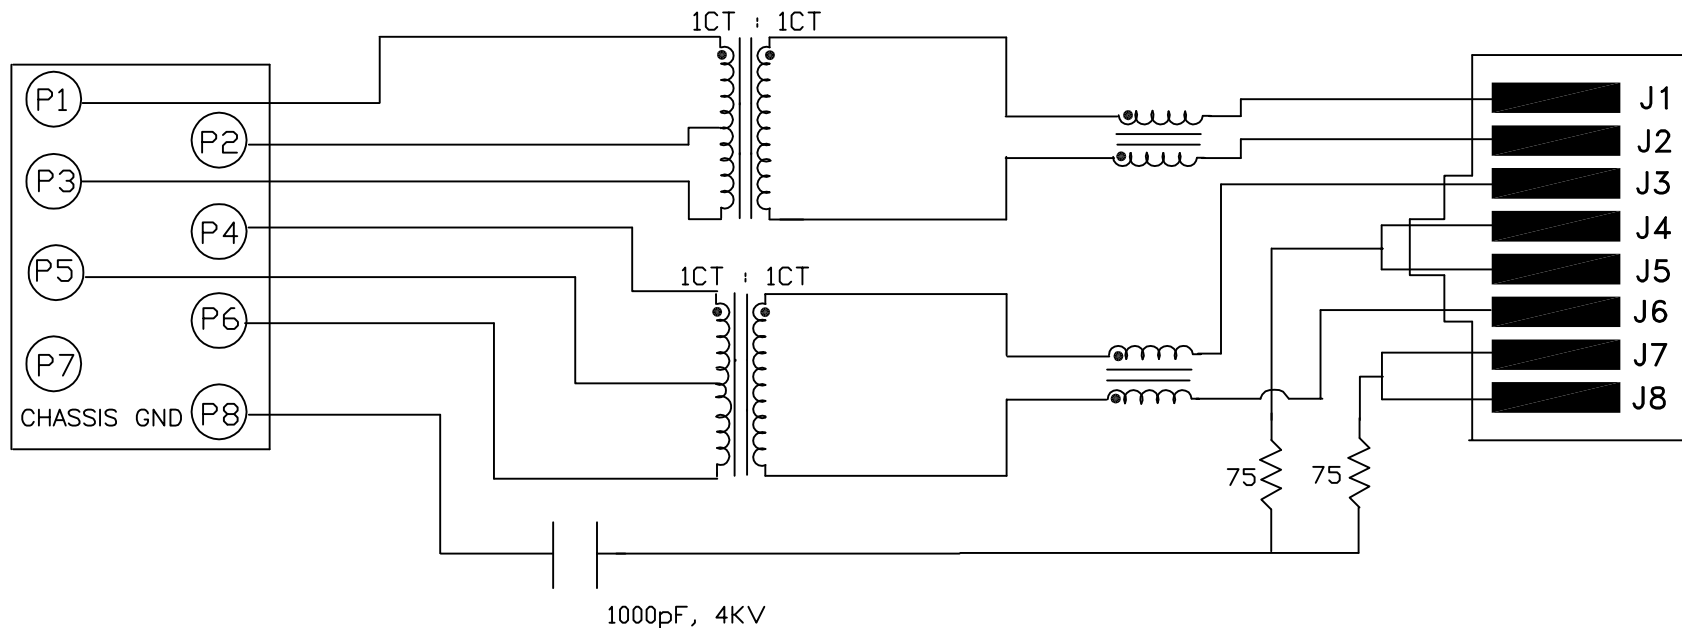 1CT : 1CT
P1
P2
P3
P4
P5
P6
P7
CHASSIS GND P8
1CT : 1CT
75
75
1000pF, 4KV
J1
J2
J3
J4
J5
J6
J7
J8